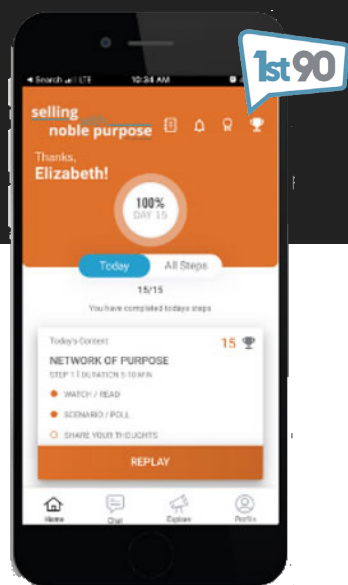 1st90
Search LTE 10:34 AM
selling
with
noble purpose
Thanks,
Elizabeth!
100%
DAY 15
Today All Steps
15/15
You have completed todays steps
Today's Content 15
NETWORK OF PURPOSE
STEP 1 | DURATION 5-10 MIN
WATCH / READ
SCENARIO / POLL
SHARE YOUR THOUGHTS
REPLAY
Home Chat Explore Profile